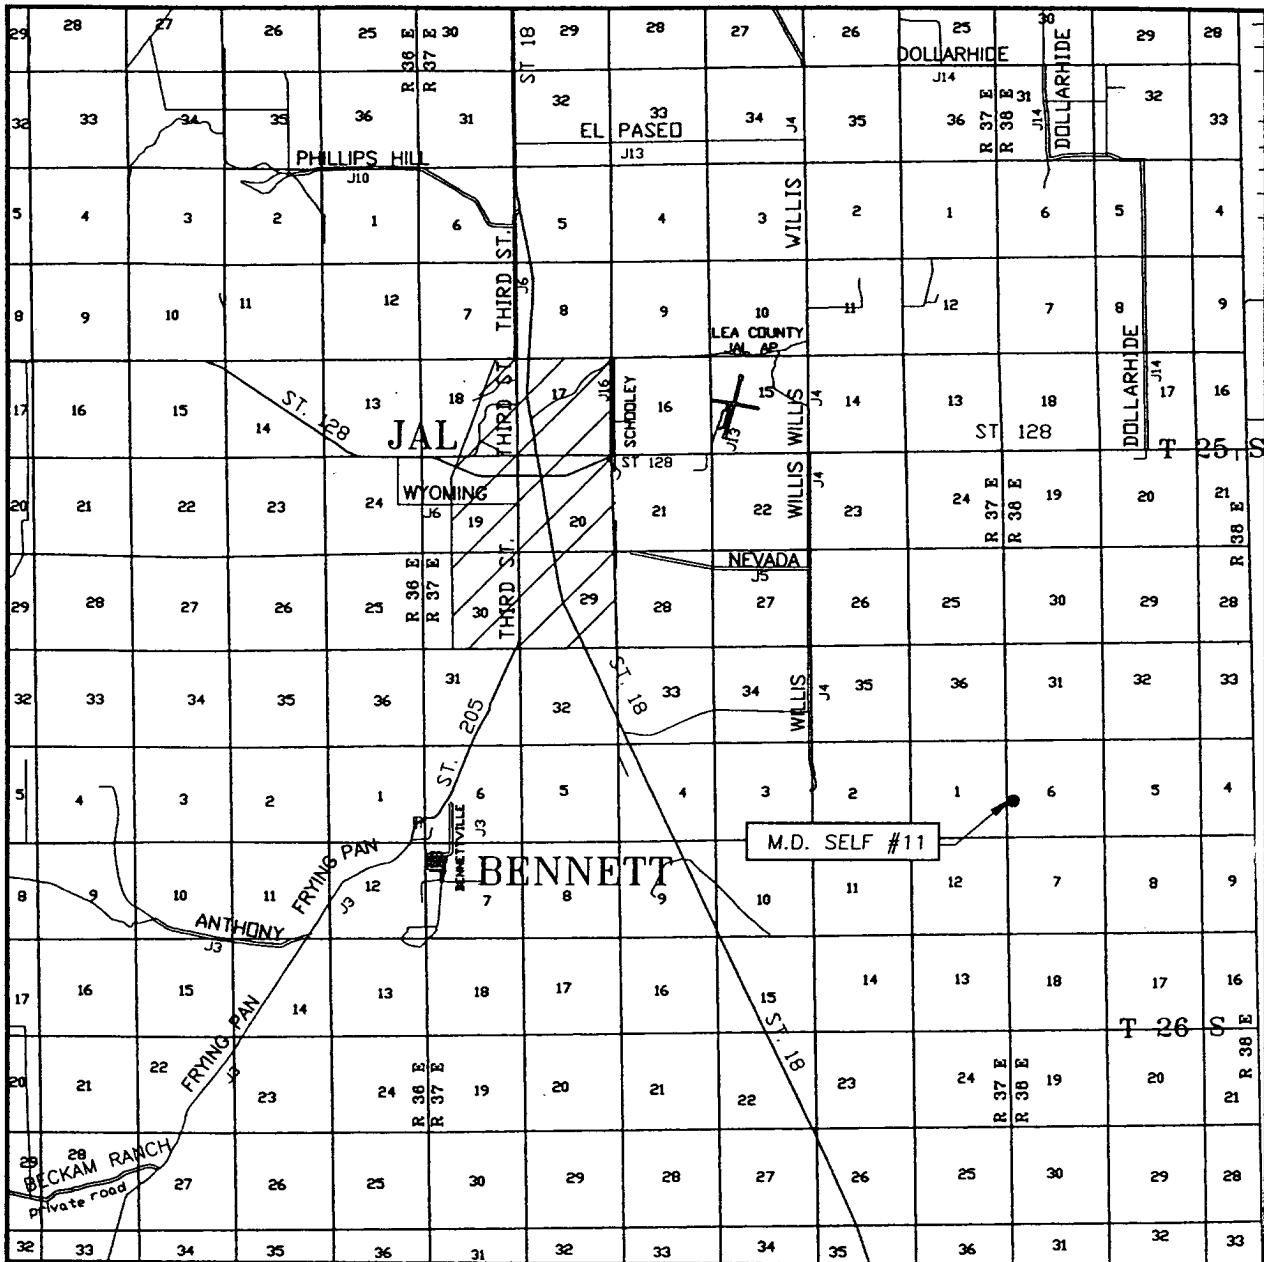 29 28 27 26 25 30 29 28 27 26 25 30 29 28
R 36 E R 37 E ST 18 DOLLARHIDE J14 DOLLARHIDE
32 33 34 35 36 31 32 33 34 35 36 31 32 33
EL PASEO J4 R 37 E R 38 E J14
J13
PHILLIPS HILL
J10
WILLIS
5 4 3 2 1 6 5 4 3 2 1 6 5 4
THIRD ST. J6
8 9 10 11 12 7 8 9 10 11 12 7 8 9
LEA COUNTY
JAL AP
DOLLARHIDE J14
17 16 15 14 13 18 17 16 15 14 13 18 17 16
ST. 128 JAL THIRD ST J16 SCHOOLEY J13 WILLIS J4 ST 128 T 25 S
ST 128
WYOMING
J6
20 21 22 23 24 19 20 21 22 23 24 19 20 21
WILLIS J4 R 37 E R 38 E R 38 E
NEVADA
J5
R 36 E R 37 E THIRD ST.
29 28 27 26 25 30 29 28 27 26 25 30 29 28
32 33 34 35 36 31 32 33 34 35 36 31 32 33
ST. 205 ST. 18 WILLIS J4
5 4 3 2 1 6 5 4 3 2 1 6 5 4
BENNETTVILLE J3
M.D. SELF #11
BENNETT
8 9 10 11 12 7 8 9 10 11 12 7 8 9
FRYING PAN J3
ANTHONY
J3
17 16 15 14 13 18 17 16 15 14 13 18 17 16
FRYING PAN J3 ST. 18 T 26 S
20 21 22 23 24 19 20 21 22 23 24 19 20 21
R 36 E R 37 E R 37 E R 38 E R 38 E
29 28 27 26 25 30 29 28 27 26 25 30 29 28
BECKAM RANCH
private road
32 33 34 35 36 31 32 33 34 35 36 31 32 33